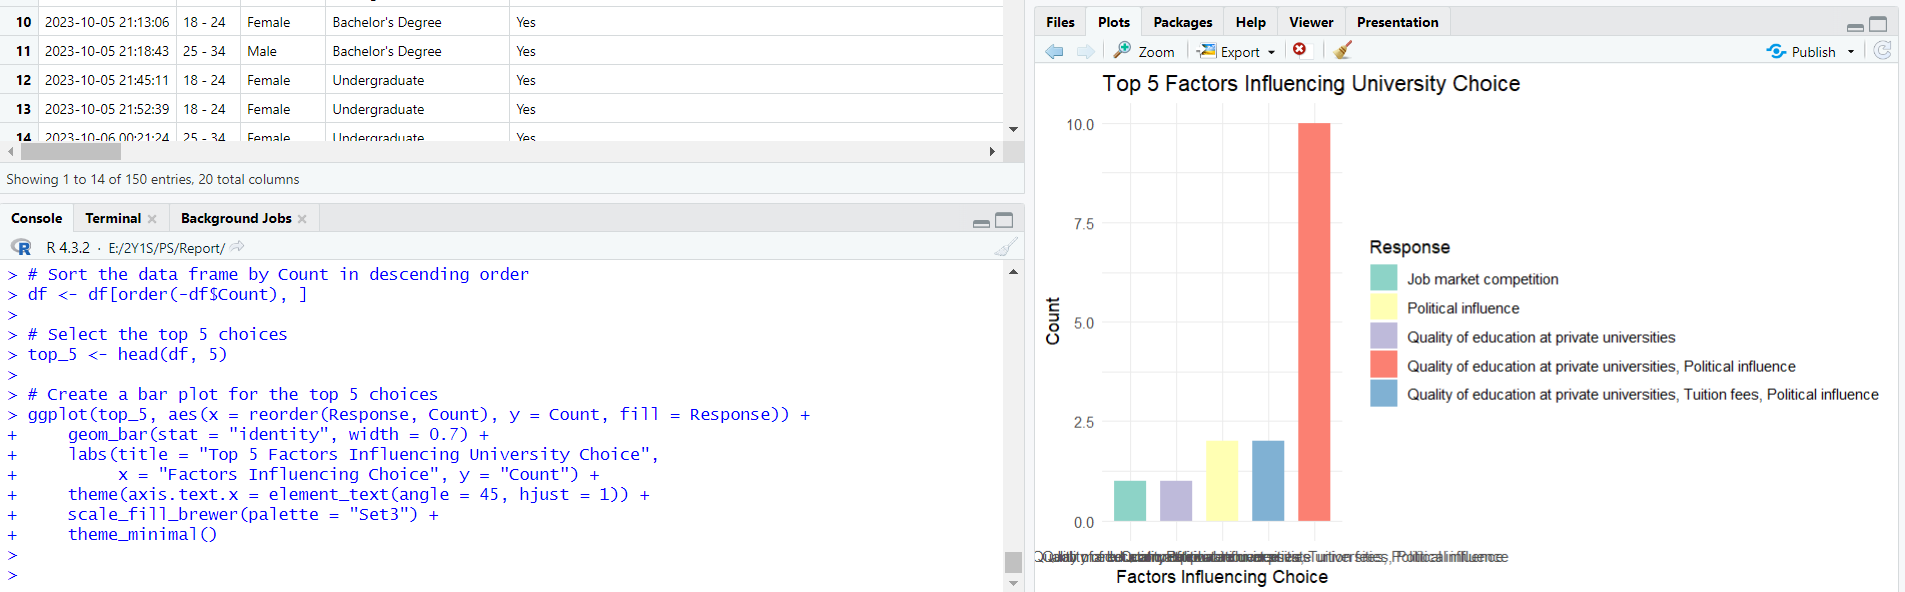 10 2023-10-05 21:13:06 18 - 24 Female Bachelor's Degree Yes
11 2023-10-05 21:18:43 25 - 34 Male Bachelor's Degree Yes
12 2023-10-05 21:45:11 18 - 24 Female Undergraduate Yes
13 2023-10-05 21:52:39 18 - 24 Female Undergraduate Yes
14 2023-10-06 00:21:24 25 - 34 Female Undergraduate Yes
Showing 1 to 14 of 150 entries, 20 total columns
Console Terminal Background Jobs
R 4.3.2 · E:/2Y1S/PS/Report/
> # Sort the data frame by Count in descending order
> df <- df[order(-df$Count), ]
>
> # Select the top 5 choices
> top_5 <- head(df, 5)
>
> # Create a bar plot for the top 5 choices
> ggplot(top_5, aes(x = reorder(Response, Count), y = Count, fill = Response)) +
+ geom_bar(stat = "identity", width = 0.7) +
+ labs(title = "Top 5 Factors Influencing University Choice",
+ x = "Factors Influencing Choice", y = "Count") +
+ theme(axis.text.x = element_text(angle = 45, hjust = 1)) +
+ scale_fill_brewer(palette = "Set3") +
+ theme_minimal()
>
>
Files Plots Packages Help Viewer Presentation
Zoom Export Publish
Top 5 Factors Influencing University Choice
10.0
7.5
5.0
2.5
0.0
Count
Factors Influencing Choice
Response
Job market competition
Political influence
Quality of education at private universities
Quality of education at private universities, Political influence
Quality of education at private universities, Tuition fees, Political influence